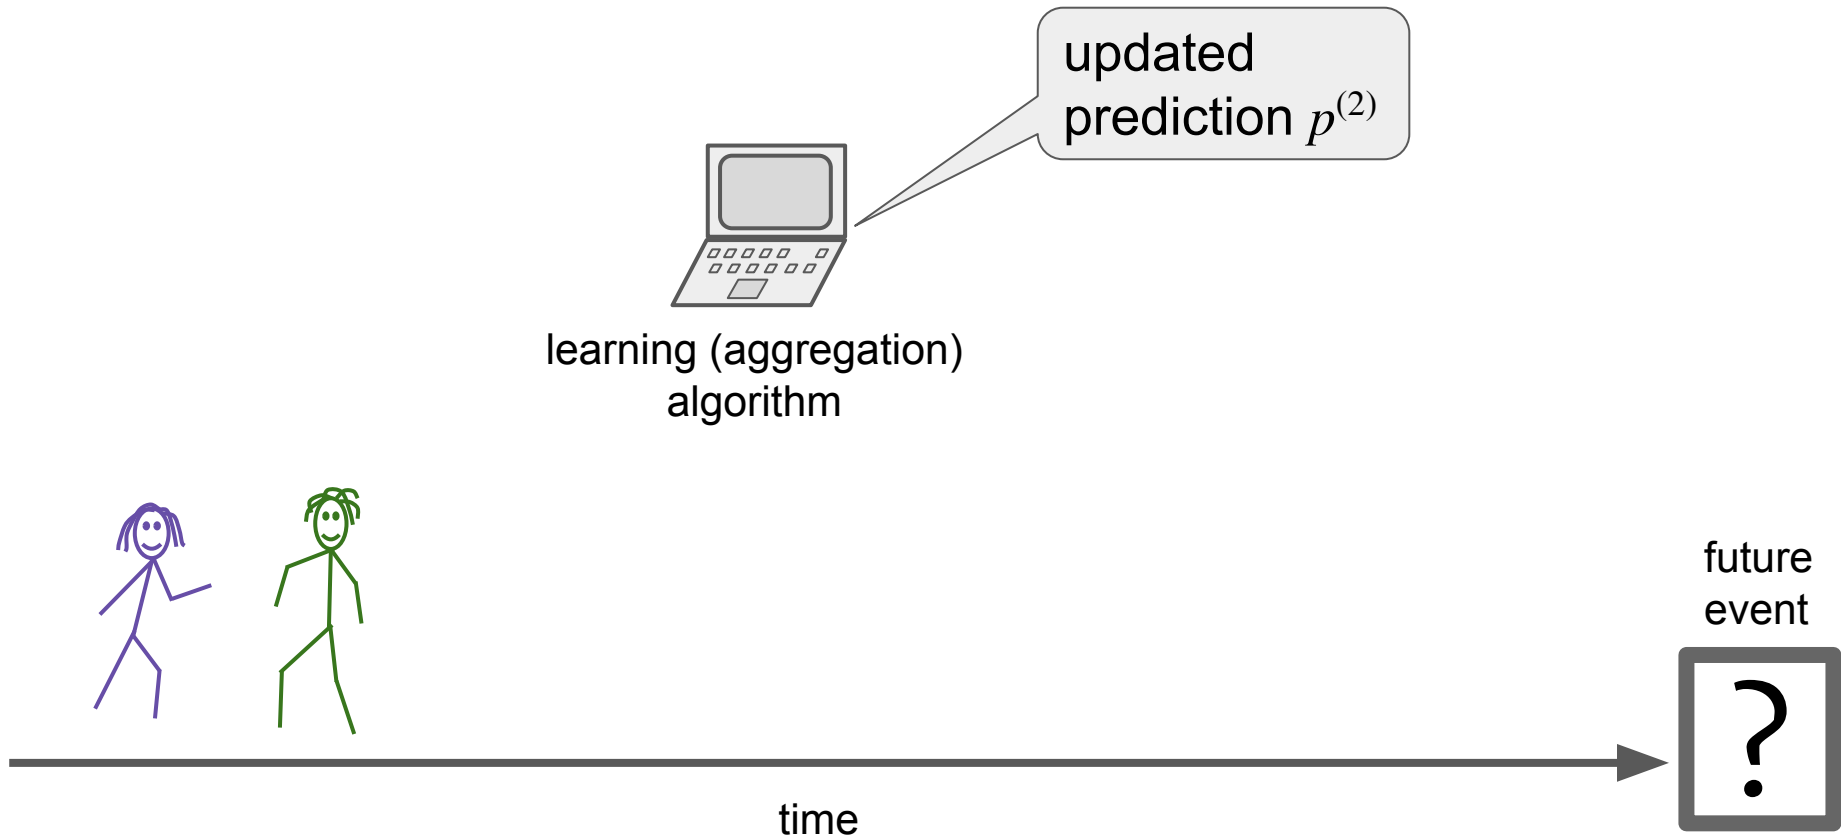 updated
prediction p⁽²⁾
learning (aggregation)
algorithm
future
event
?
time